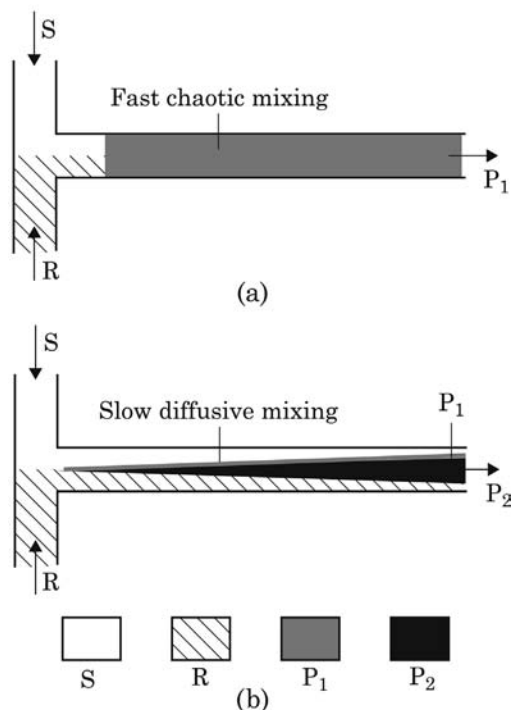 S
Fast chaotic mixing
P₁
R
(a)
S
Slow diffusive mixing
P₁
P₂
R
S R P₁ P₂
(b)